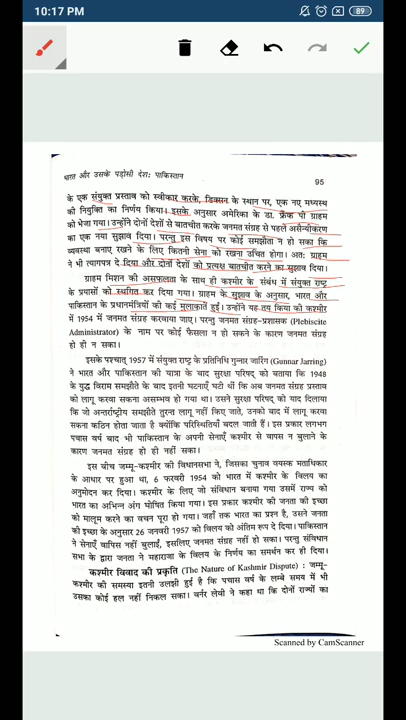 10:17 PM
89
भारत और उसके पड़ोसी देश: पाकिस्तान
95
के एक संयुक्त प्रस्ताव को स्वीकार करके, डिक्सन के स्थान पर, एक नए मध्यस्थ
की नियुक्ति का निर्णय किया। इसके अनुसार अमेरिका के डा. फ्रैंक पी ग्राहम
को भेजा गया। उन्होंने दोनों देशों से बातचीत करके जनमत संग्रह से पहले असैन्यीकरण
का एक नया सुझाव दिया। परन्तु इस विषय पर कोई समझौता न हो सका कि
व्यवस्था बनाए रखने के लिए कितनी सेना को रखना उचित होगा। अत: ग्राहम
ने भी त्यागपत्र दे दिया और दोनों देशों को प्रत्यक्ष बातचीत करने का सुझाव दिया।
ग्राहम मिशन की असफलता के साथ ही कश्मीर के संबंध में संयुक्त राष्ट्र
के प्रयासों को स्थगित कर दिया गया। ग्राहम के सुझाव के अनुसार, भारत और
पाकिस्तान के प्रधानमंत्रियों की कई मुलाकातें हुईं। उन्होंने यह तय किया को कश्मीर
में 1954 में जनमत संग्रह करवाया जाए। परन्तु जनमत संग्रह-प्रशासक (Plebiscite
Administrator) के नाम पर कोई फैसला न हो सकने के कारण जनमत संग्रह
हो ही न सका।
इसके पश्चात् 1957 में संयुक्त राष्ट्र के प्रतिनिधि गुन्नार जारिंग (Gunnar Jarring)
ने भारत और पाकिस्तान की यात्रा के बाद सुरक्षा परिषद् को बताया कि 1948
के युद्ध विराम समझौते के बाद इतनी घटनाएँ घटी थीं कि अब जनमत संग्रह प्रस्ताव
को लागू करवा सकना असम्भव हो गया था। उसने सुरक्षा परिषद को याद दिलाया
कि जो अन्तर्राष्ट्रीय समझौते तुरन्त लागू नहीं किए जाते, उनको बाद में लागू करवा
सकना कठिन होता जाता है क्योंकि परिस्थितियाँ बदल जाती हैं। इस प्रकार लगभग
पचास वर्ष बाद भी पाकिस्तान के अपनी सेनाएँ कश्मीर से वापस न बुलाने के
कारण जनमत संग्रह हो ही नहीं सका।
इस बीच जम्मू-कश्मीर की विधानसभा ने, जिसका चुनाव वयस्क मताधिकार
के आधार पर हुआ था, 6 फरवरी 1954 को भारत में कश्मीर के विलय का
अनुमोदन कर दिया। कश्मीर के लिए जो संविधान बनाया गया उसमें राज्य को
भारत का अभिन्न अंग घोषित किया गया। इस प्रकार कश्मीर की जनता की इच्छा
को मालूम करने का वचन पूरा हो गया। जहाँ तक भारत का प्रश्न है, उसने जनता
की इच्छा के अनुसार 26 जनवरी 1957 को विलय को अंतिम रूप दे दिया। पाकिस्तान
ने सेनाएँ वापिस नहीं बुलाईं, इसलिए जनमत संग्रह नहीं हो सका। परन्तु संविधान
सभा के द्वारा जनता ने महाराजा के विलय के निर्णय का समर्थन कर ही दिया।
कश्मीर विवाद की प्रकृति (The Nature of Kashmir Dispute) : जम्मू-
कश्मीर की समस्या इतनी उलझी हुई है कि पचास वर्ष के लम्बे समय में भी
उसका कोई हल नहीं निकल सका। वर्नर लेवी ने कहा था कि दोनों राज्यों का
Scanned by CamScanner